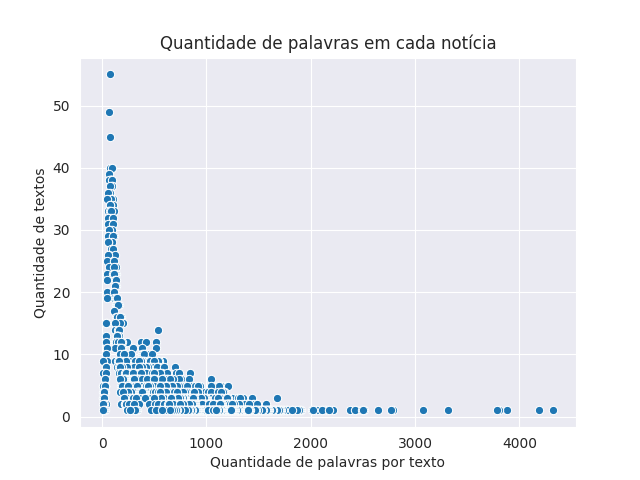 Quantidade de palavras em cada notícia
Quantidade de textos
50
40
30
20
10
0
0 1000 2000 3000 4000
Quantidade de palavras por texto